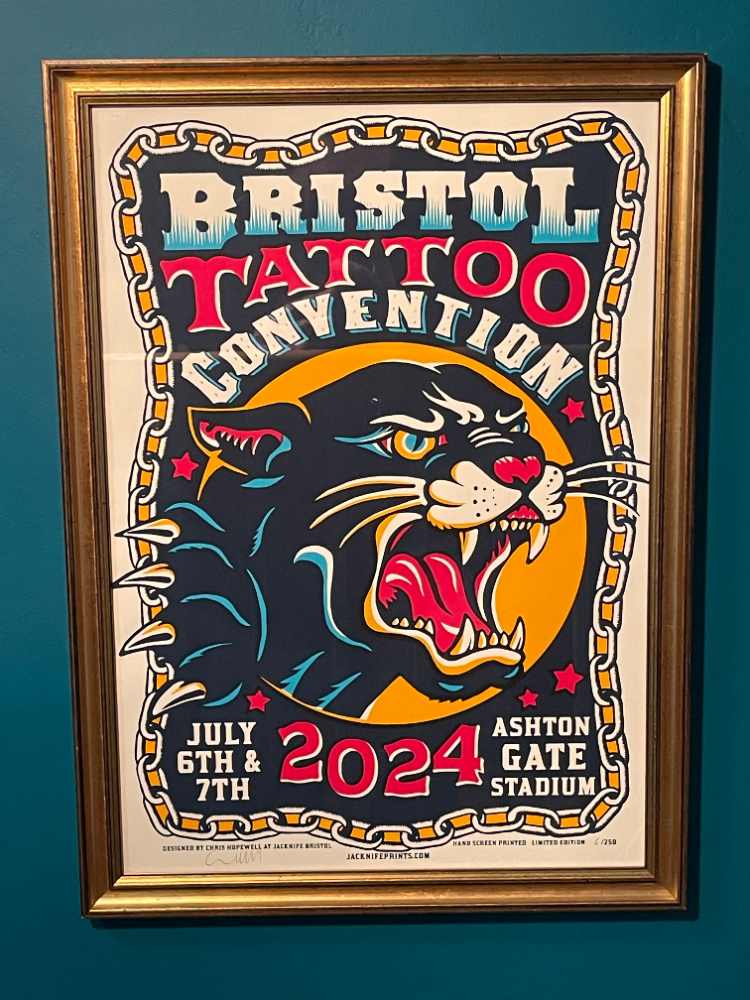 BRISTOL
TATTOO
CONVENTION
JULY
6TH &
7TH
2024
ASHTON
GATE
STADIUM
DESIGNED BY CHRIS HOPEWELL AT JACKNIFE BRISTOL
HAND SCREEN PRINTED LIMITED EDITION /250
JACKNIFEPRINTS.COM